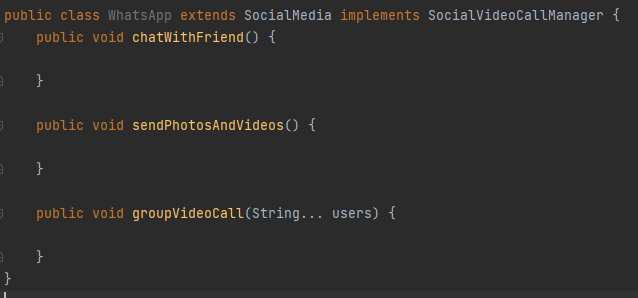 public class WhatsApp extends SocialMedia implements SocialVideoCallManager {
    public void chatWithFriend() {

    }

    public void sendPhotosAndVideos() {

    }

    public void groupVideoCall(String... users) {

    }
}